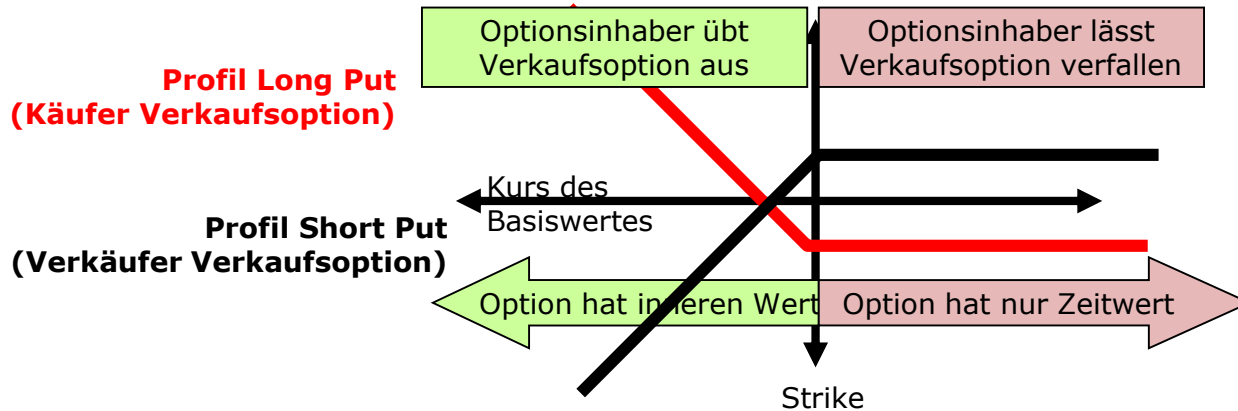 Optionsinhaber übt
Verkaufsoption aus
Optionsinhaber lässt
Verkaufsoption verfallen
Profil Long Put
(Käufer Verkaufsoption)
Kurs des
Basiswertes
Profil Short Put
(Verkäufer Verkaufsoption)
Option hat inneren Wert
Option hat nur Zeitwert
Strike